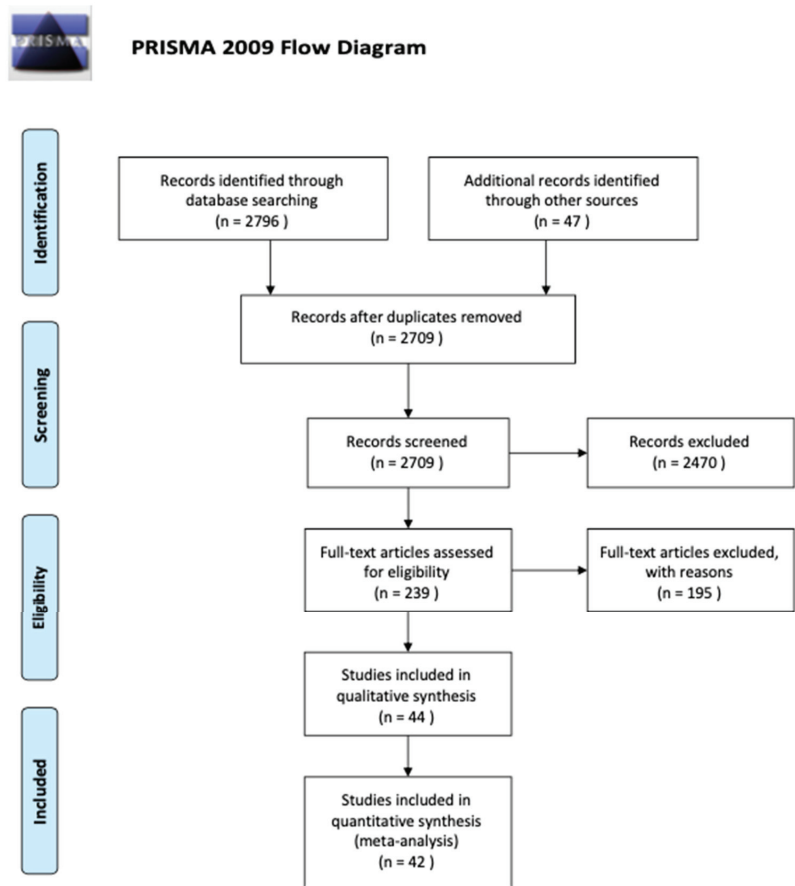 PRISMA
PRISMA 2009 Flow Diagram
Identification
Records identified through
database searching
(n = 2796 )
Additional records identified
through other sources
(n = 47 )
Records after duplicates removed
(n = 2709 )
Screening
Records screened
(n = 2709 )
Records excluded
(n = 2470 )
Eligibility
Full-text articles assessed
for eligibility
(n = 239 )
Full-text articles excluded,
with reasons
(n = 195 )
Studies included in
qualitative synthesis
(n = 44 )
Included
Studies included in
quantitative synthesis
(meta-analysis)
(n = 42 )